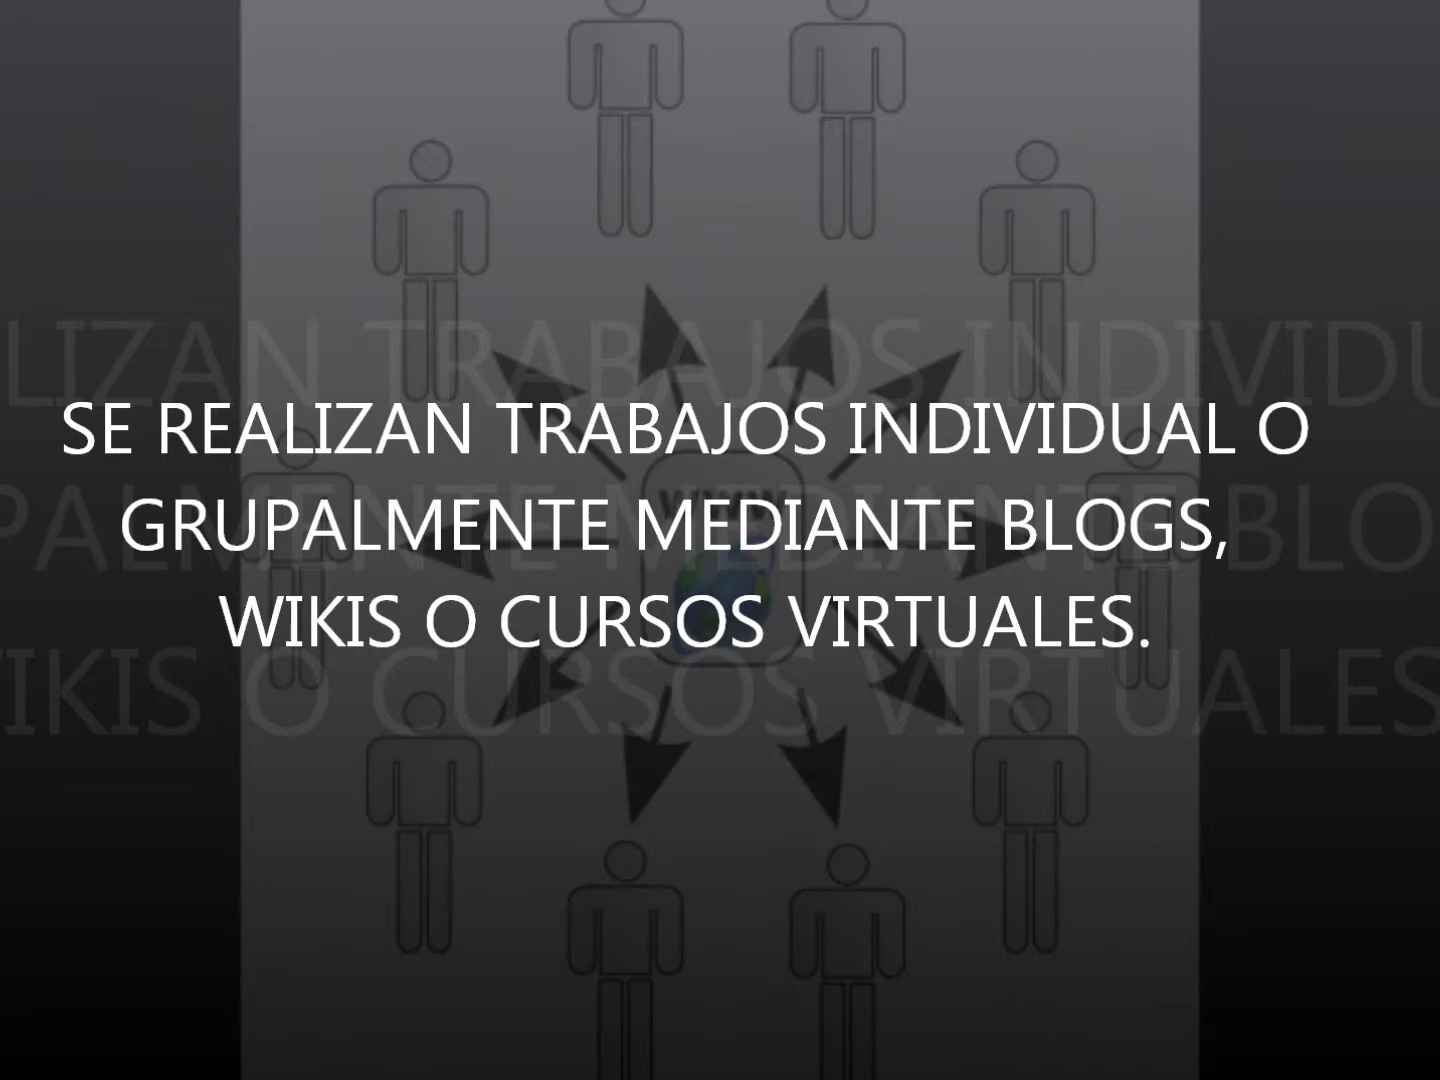 SE REALIZAN TRABAJOS INDIVIDUAL O
GRUPALMENTE MEDIANTE BLOGS,
WIKIS O CURSOS VIRTUALES.